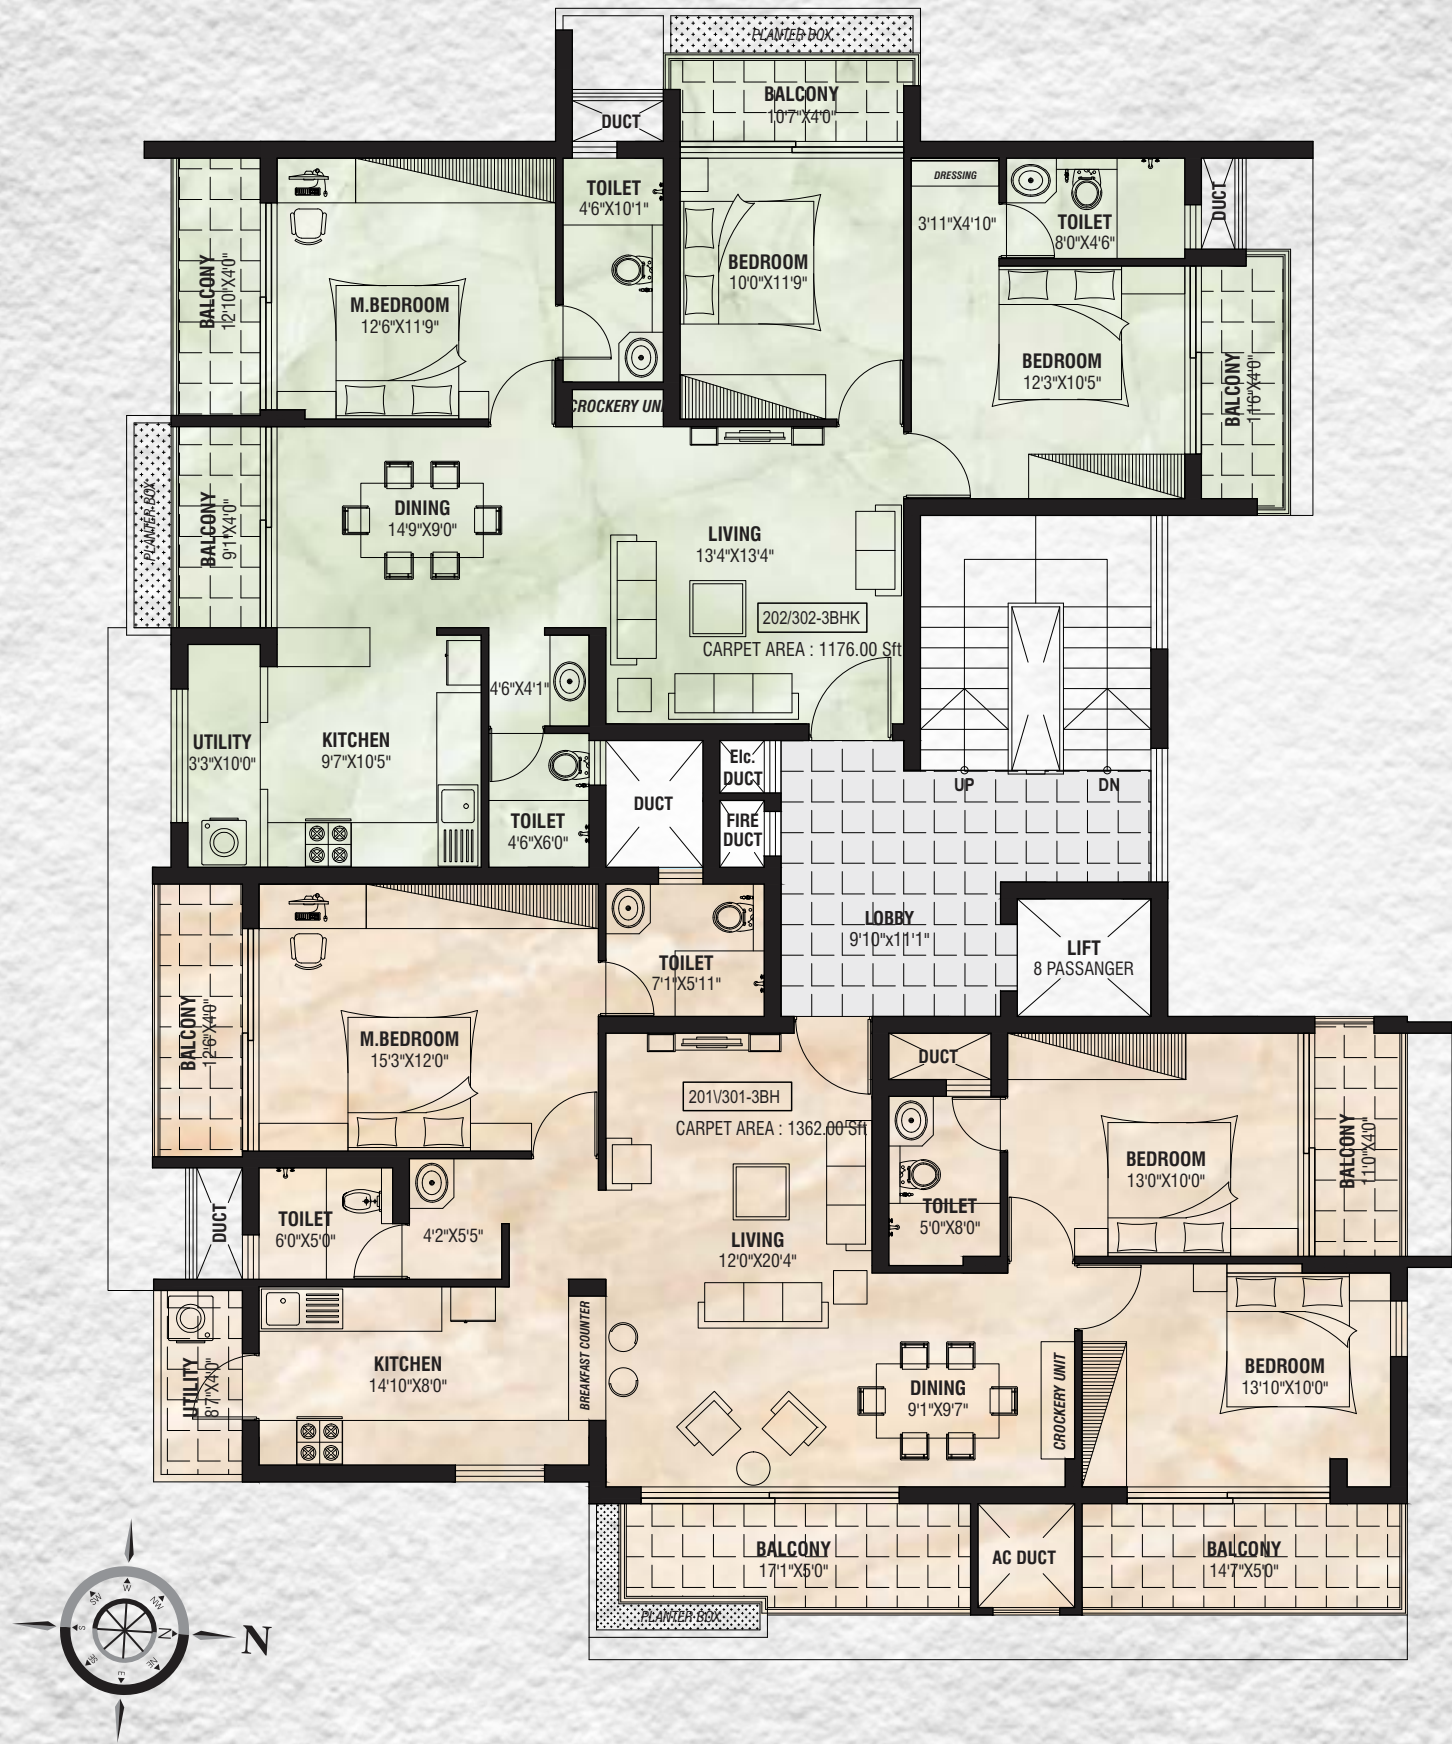 PLANTER BOX
BALCONY
10'7"X4'0"
DUCT
TOILET
4'6"X10'1"
DRESSING
3'11"X4'10"
TOILET
8'0"X4'6"
DUCT
BALCONY
12'10"X4'0"
M.BEDROOM
12'6"X11'9"
BEDROOM
10'0"X11'9"
BEDROOM
12'3"X10'5"
BALCONY
11'6"X4'0"
CROCKERY UNI
PLANTER BOX
BALCONY
9'1"X4'0"
DINING
14'9"X9'0"
LIVING
13'4"X13'4"
202/302-3BHK
CARPET AREA : 1176.00 Sft
4'6"X4'1"
UTILITY
3'3"X10'0"
KITCHEN
9'7"X10'5"
TOILET
4'6"X6'0"
DUCT
Elc.
DUCT
FIRE
DUCT
UP
DN
LOBBY
9'10"x11'1"
LIFT
8 PASSANGER
BALCONY
12'6"X4'0"
M.BEDROOM
15'3"X12'0"
TOILET
7'1"X5'11"
201\/301-3BH
CARPET AREA : 1362.00 Sft
DUCT
TOILET
5'0"X8'0"
BEDROOM
13'0"X10'0"
BALCONY
11'0"X4'0"
DUCT
TOILET
6'0"X5'0"
4'2"X5'5"
LIVING
12'0"X20'4"
UTILITY
8'7"X4'0"
KITCHEN
14'10"X8'0"
BREAKFAST COUNTER
DINING
9'1"X9'7"
CROCKERY UNIT
BEDROOM
13'10"X10'0"
BALCONY
17'1"X5'0"
AC DUCT
BALCONY
14'7"X5'0"
PLANTER BOX
W
SW
NW
S
N
N
NE
E